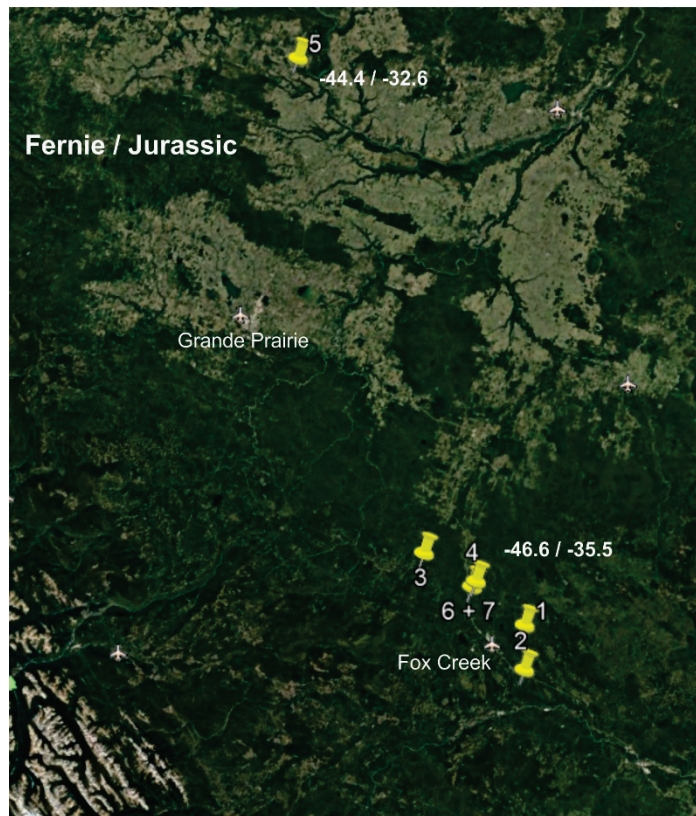 5
-44.4 / -32.6
Fernie / Jurassic
Grande Prairie
-46.6 / -35.5
4
3
6 + 7
1
2
Fox Creek